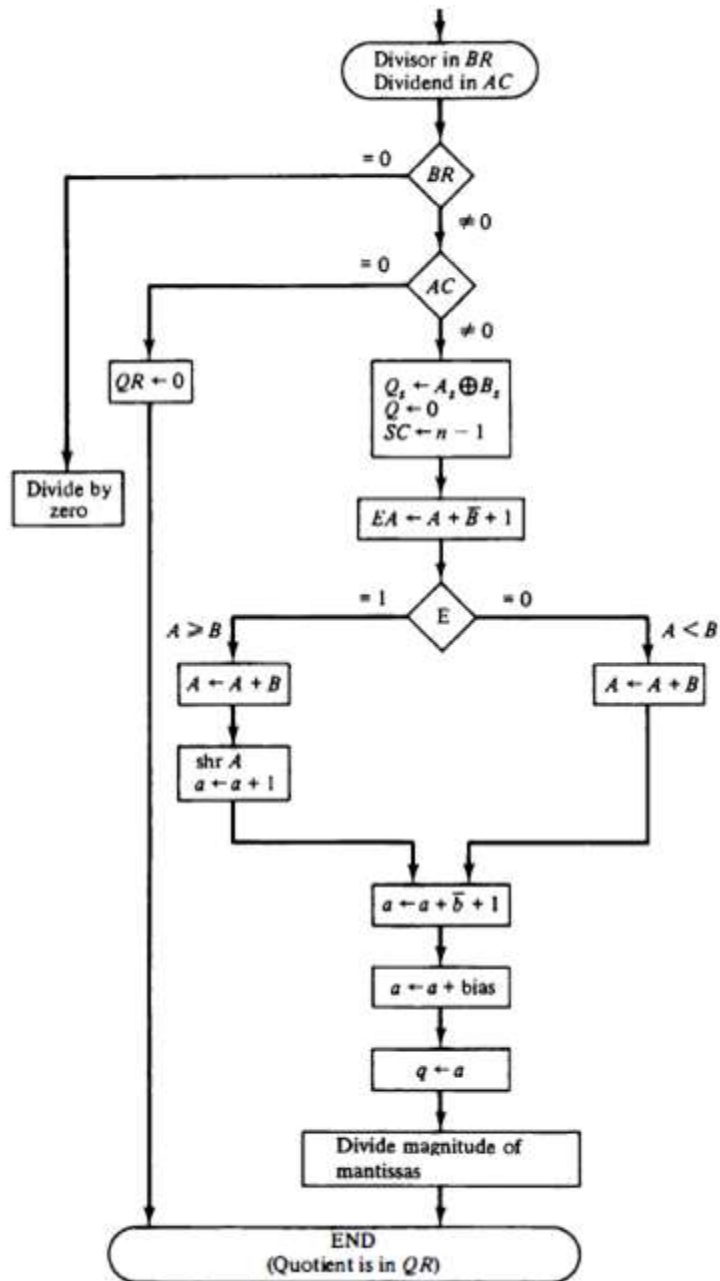 Divisor in BR
Dividend in AC
= 0
BR
≠ 0
= 0
AC
≠ 0
QR ← 0
Qₛ ← Aₛ ⊕ Bₛ
Q ← 0
SC ← n − 1
Divide by
zero
EA ← A + B̅ + 1
= 1
E
= 0
A ⩾ B
A < B
A ← A + B
A ← A + B
shr A
a ← a + 1
a ← a + b̅ + 1
a ← a + bias
q ← a
Divide magnitude of
mantissas
END
(Quotient is in QR)